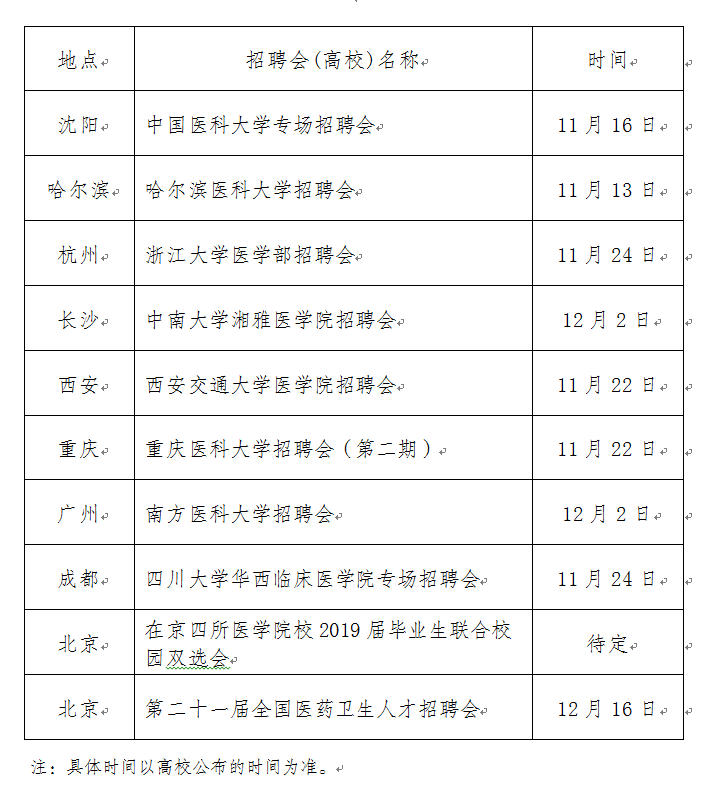 地点 招聘会(高校)名称 时间
沈阳 中国医科大学专场招聘会 11月16日
哈尔滨 哈尔滨医科大学招聘会 11月13日
杭州 浙江大学医学部招聘会 11月24日
长沙 中南大学湘雅医学院招聘会 12月2日
西安 西安交通大学医学院招聘会 11月22日
重庆 重庆医科大学招聘会（第二期） 11月22日
广州 南方医科大学招聘会 12月2日
成都 四川大学华西临床医学院专场招聘会 11月24日
北京 在京四所医学院校2019届毕业生联合校 待定
园双选会
北京 第二十一届全国医药卫生人才招聘会 12月16日
注：具体时间以高校公布的时间为准。